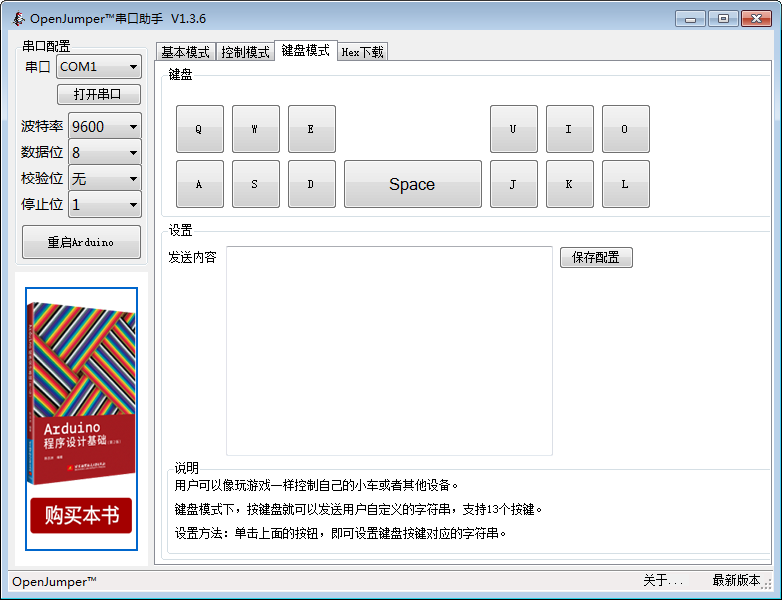 OpenJumper™串口助手 V1.3.6
串口配置
串口 COM1
打开串口
波特率 9600
数据位 8
校验位 无
停止位 1
重启Arduino
Arduino
程序设计基础
购买本书
基本模式 控制模式 键盘模式 Hex下载
键盘
Q W E U I O
A S D Space J K L
设置
发送内容
保存配置
说明
用户可以像玩游戏一样控制自己的小车或者其他设备。
键盘模式下，按键盘就可以发送用户自定义的字符串，支持13个按键。
设置方法：单击上面的按钮，即可设置键盘按键对应的字符串。
OpenJumper™ 关于... 最新版本